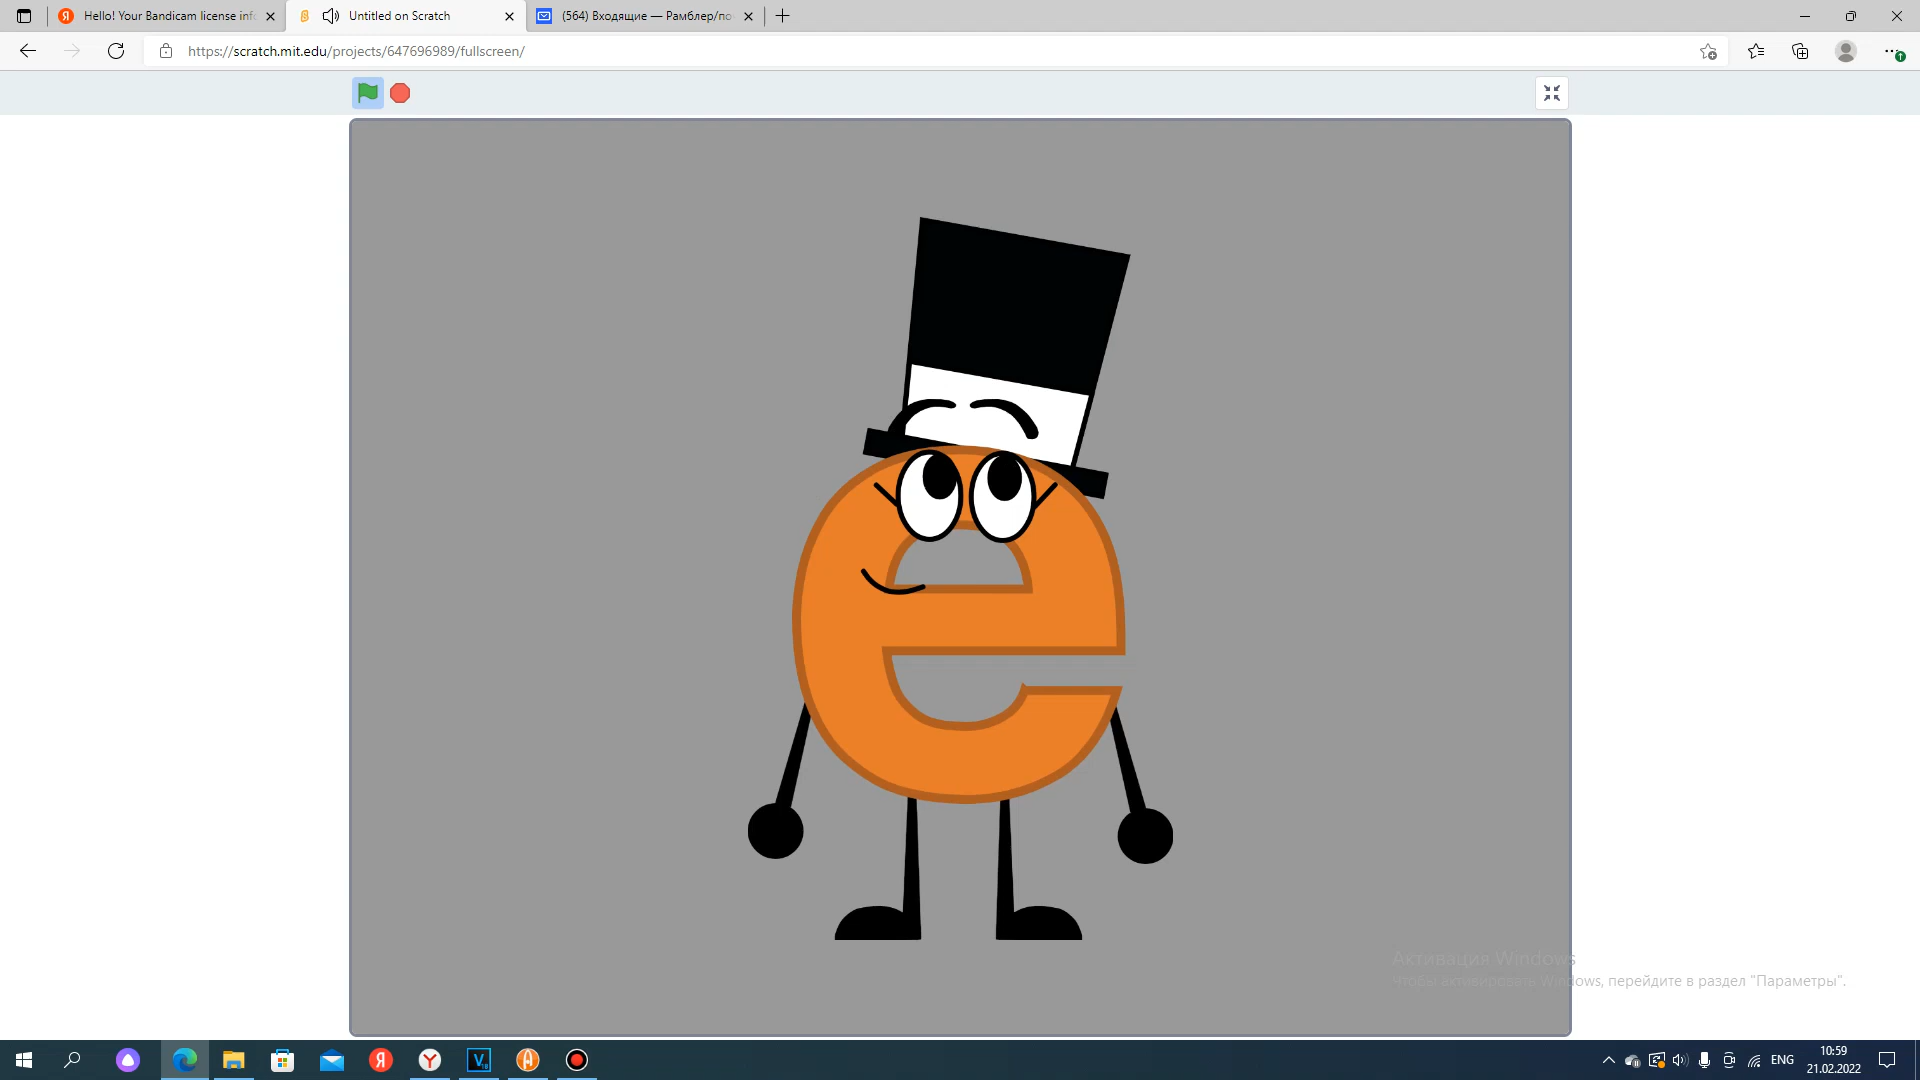 Hello! Your Bandicam license info
Untitled on Scratch
(564) Входящие — Рамблер/по
https://scratch.mit.edu/projects/647696989/fullscreen/
e
Активация Windows
Чтобы активировать Windows, перейдите в раздел "Параметры".
ENG
10:59
21.02.2022